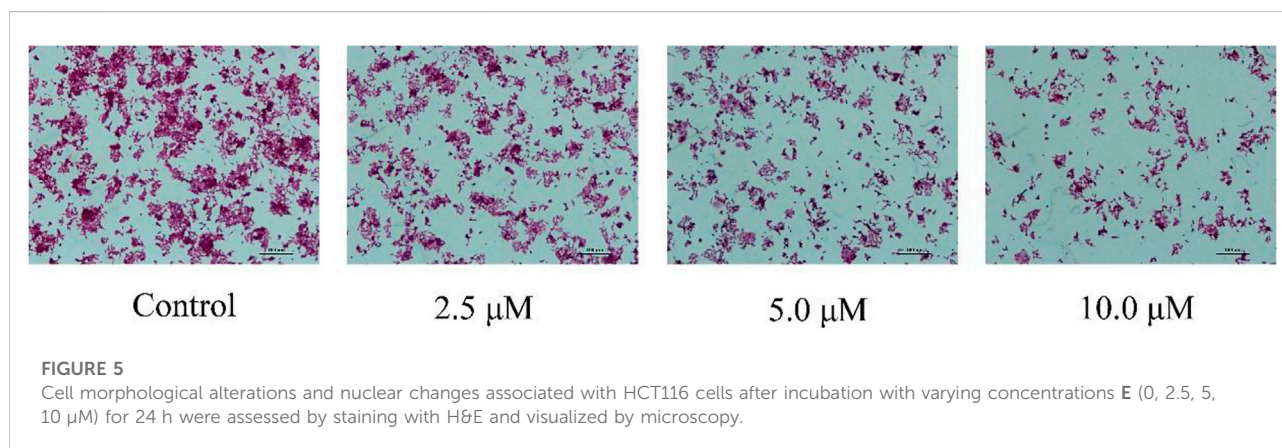 Control
2.5 μM
5.0 μM
10.0 μM
FIGURE 5
Cell morphological alterations and nuclear changes associated with HCT116 cells after incubation with varying concentrations E (0, 2.5, 5,
10 μM) for 24 h were assessed by staining with H&E and visualized by microscopy.